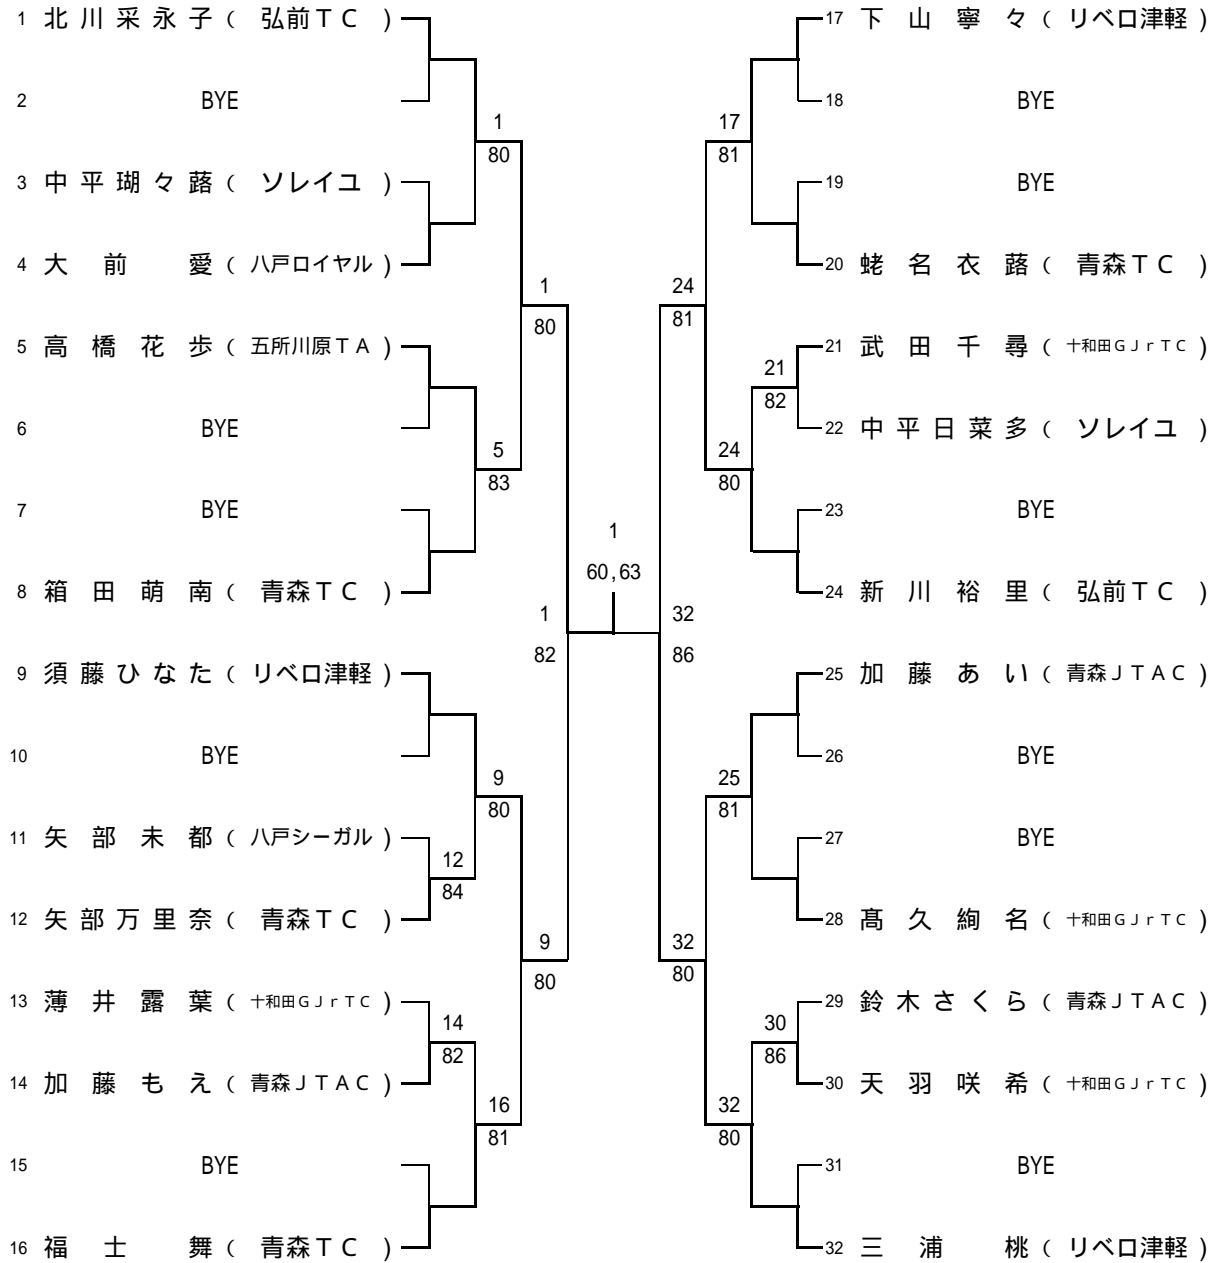 1 北川采永子 ( 弘前TC )
2 BYE
1
80
3 中平瑚々蕗 ( ソレイユ )
4 大前 愛 ( 八戸ロイヤル )
1
80
5 高橋花歩 ( 五所川原TA )
6 BYE
5
83
7 BYE
8 箱田萌南 ( 青森TC )
1
82
9 須藤ひなた ( リベロ津軽 )
10 BYE
9
80
11 矢部未都 ( 八戸シーガル )
12
84
12 矢部万里奈 ( 青森TC )
9
80
13 薄井露葉 ( 十和田GJrTC )
14
82
14 加藤もえ ( 青森JTAC )
16
81
15 BYE
16 福士 舞 ( 青森TC )
1
60,63
17 下山寧々 ( リベロ津軽 )
18 BYE
17
81
19 BYE
20 蛯名衣蕗 ( 青森TC )
24
81
21 武田千尋 ( 十和田GJrTC )
21
82
22 中平日菜多 ( ソレイユ )
24
80
23 BYE
24 新川裕里 ( 弘前TC )
32
86
25 加藤あい ( 青森JTAC )
26 BYE
25
81
27 BYE
28 髙久絢名 ( 十和田GJrTC )
32
80
29 鈴木さくら ( 青森JTAC )
30
86
30 天羽咲希 ( 十和田GJrTC )
32
80
31 BYE
32 三浦 桃 ( リベロ津軽 )